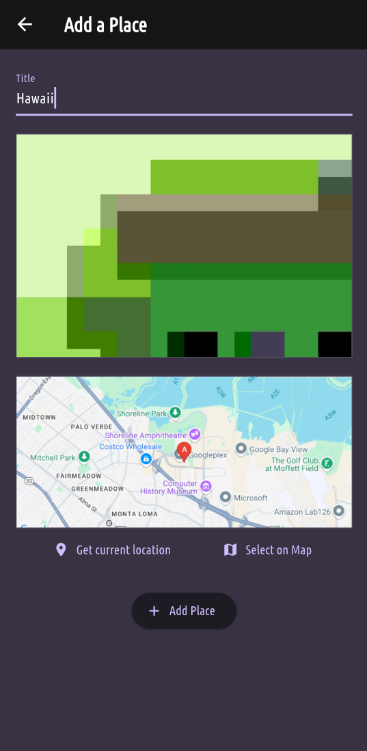 Add a Place
Title
Hawaii
MIDTOWN
PALO VERDE
Shoreline Park
Shoreline Amphitheatre
Costco Wholesale
A
Googleplex
Google Bay View
Mitchell Park
The Golf Club
at Moffett Field
FAIRMEADOW
GREENMEADOW
Computer
History Museum
Alma St
Microsoft
MONTA LOMA
Amazon Lab126
Get current location
Select on Map
+ Add Place